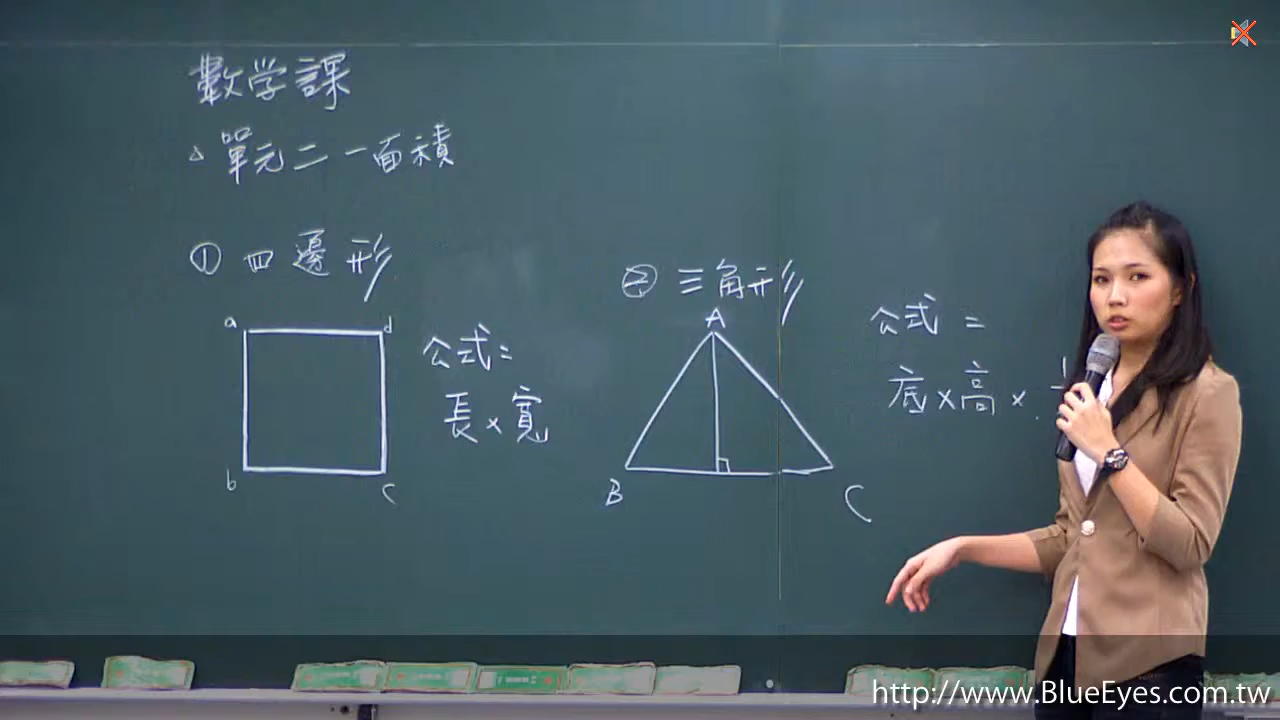 數学課
△單元二－面積
① 四邊形
a d
b c
公式=
長×寬
② 三角形
A
B C
公式 =
底×高×
http://www.BlueEyes.com.tw